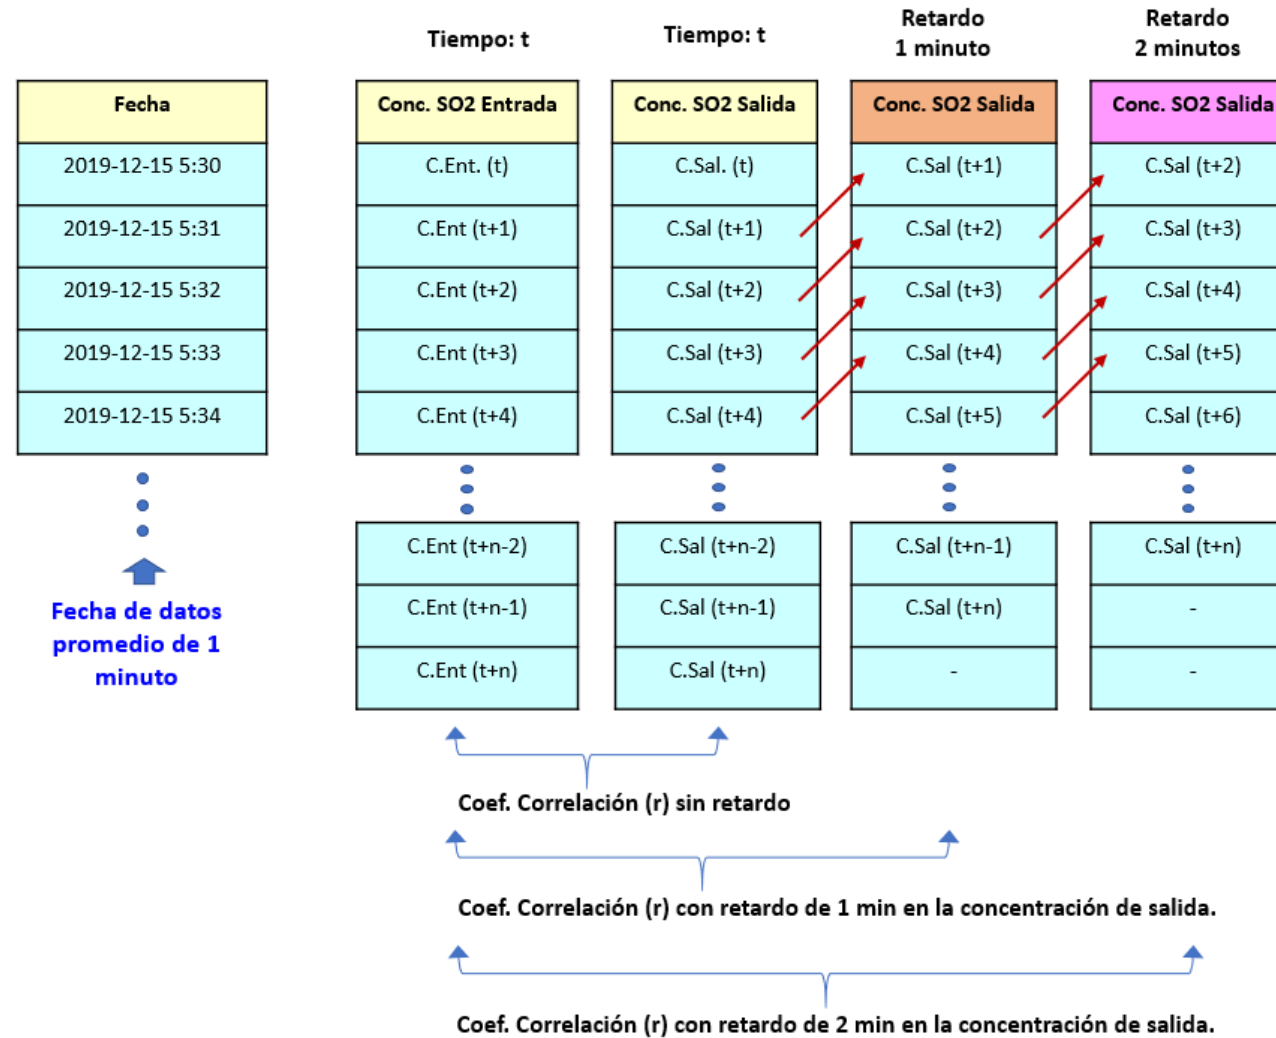 Tiempo: t
Tiempo: t
Retardo
1 minuto
Retardo
2 minutos
Fecha
Conc. SO2 Entrada
Conc. SO2 Salida
Conc. SO2 Salida
Conc. SO2 Salida
2019-12-15 5:30
C.Ent. (t)
C.Sal. (t)
C.Sal (t+1)
C.Sal (t+2)
2019-12-15 5:31
C.Ent (t+1)
C.Sal (t+1)
C.Sal (t+2)
C.Sal (t+3)
2019-12-15 5:32
C.Ent (t+2)
C.Sal (t+2)
C.Sal (t+3)
C.Sal (t+4)
2019-12-15 5:33
C.Ent (t+3)
C.Sal (t+3)
C.Sal (t+4)
C.Sal (t+5)
2019-12-15 5:34
C.Ent (t+4)
C.Sal (t+4)
C.Sal (t+5)
C.Sal (t+6)
C.Ent (t+n-2)
C.Sal (t+n-2)
C.Sal (t+n-1)
C.Sal (t+n)
C.Ent (t+n-1)
C.Sal (t+n-1)
C.Sal (t+n)
-
C.Ent (t+n)
C.Sal (t+n)
-
-
Fecha de datos
promedio de 1
minuto
Coef. Correlación (r) sin retardo
Coef. Correlación (r) con retardo de 1 min en la concentración de salida.
Coef. Correlación (r) con retardo de 2 min en la concentración de salida.